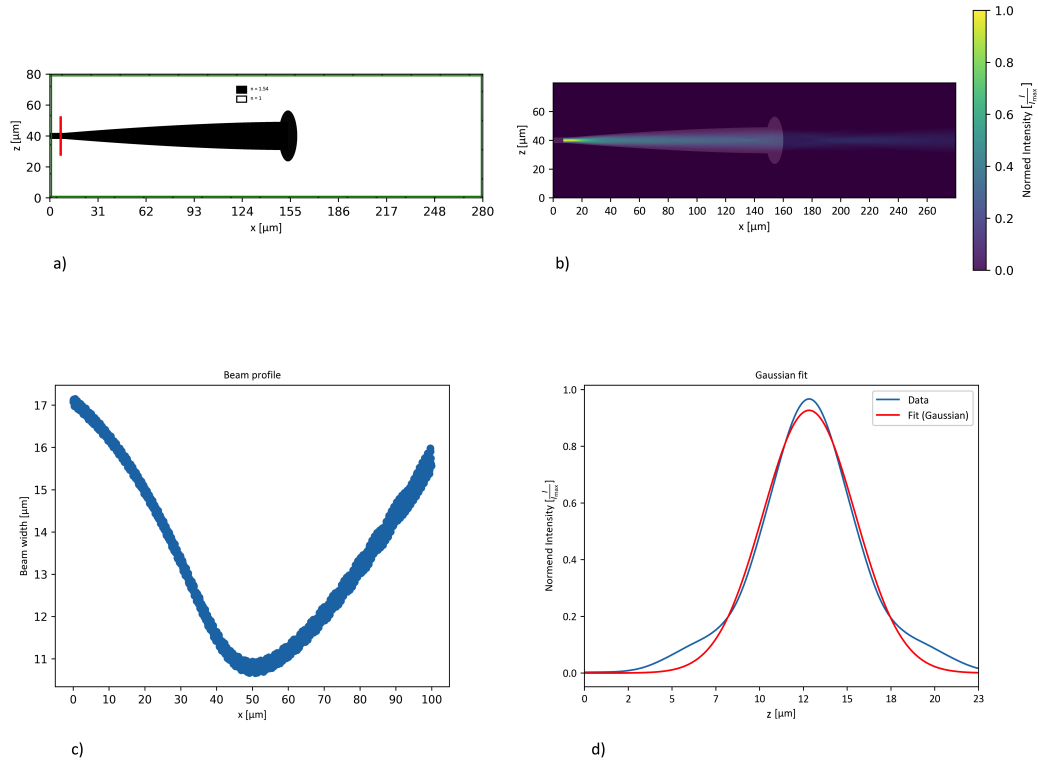 80
60
40
20
0
z [µm]
n = 1.54
n = 1
0 31 62 93 124 155 186 217 248 280
x [µm]
a)
60
40
20
0
z [µm]
0 20 40 60 80 100 120 140 160 180 200 220 240 260
x [µm]
b)
1.0
0.8
0.6
0.4
0.2
0.0
Normed Intensity [I/Imax]
Beam profile
17
16
15
14
13
12
11
Beam width [µm]
0 10 20 30 40 50 60 70 80 90 100
x [µm]
c)
Gaussian fit
Data
Fit (Gaussian)
1.0
0.8
0.6
0.4
0.2
0.0
Normend Intensity [I/Imax]
0 2 5 7 10 12 15 18 20 23
z [µm]
d)